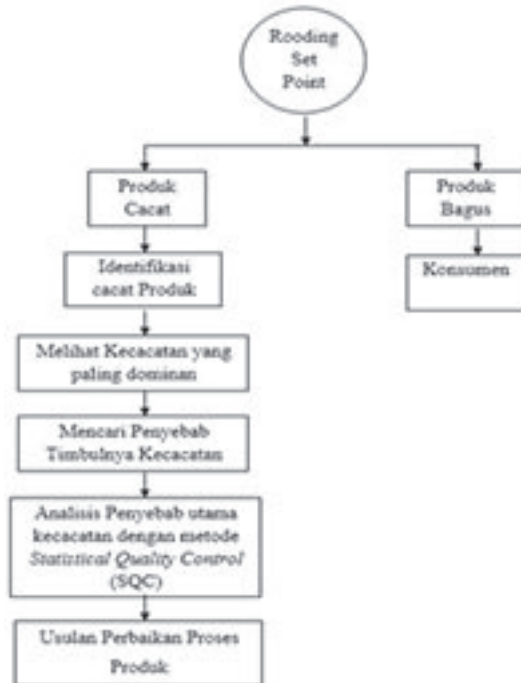 Rooding
Set
Point
Produk
Cacat
Produk
Bagus
Identifikasi
cacat Produk
Konsumen
Melihat Kecacatan yang
paling dominan
Mencari Penyebab
Timbulnya Kecacatan
Analisis Penyebab utama
kecacatan dengan metode
Statistical Quality Control
(SQC)
Usulan Perbaikan Proses
Produk